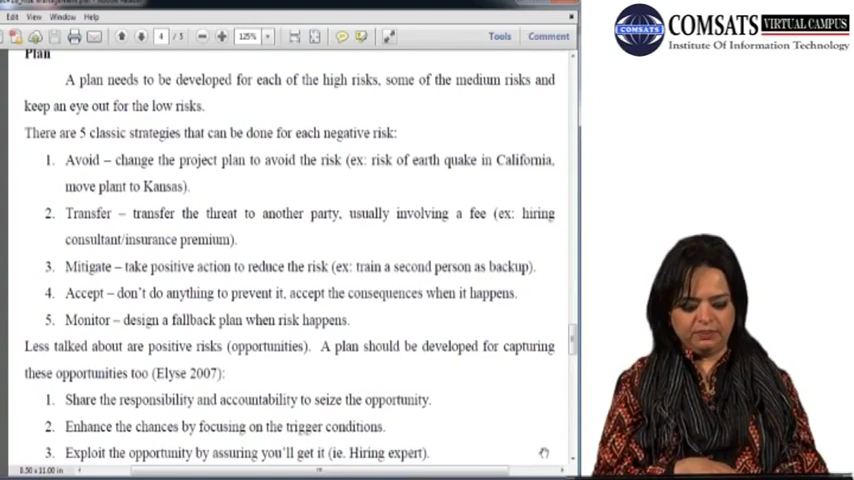 Edit View Window Help
COMSATS VIRTUAL CAMPUS
COMSATS
Institute Of Information Technology
4 / 5
125%
Tools
Comment
Plan
A plan needs to be developed for each of the high risks, some of the medium risks and
keep an eye out for the low risks.
There are 5 classic strategies that can be done for each negative risk:
1. Avoid – change the project plan to avoid the risk (ex: risk of earth quake in California,
move plant to Kansas).
2. Transfer – transfer the threat to another party, usually involving a fee (ex: hiring
consultant/insurance premium).
3. Mitigate – take positive action to reduce the risk (ex: train a second person as backup).
4. Accept – don't do anything to prevent it, accept the consequences when it happens.
5. Monitor – design a fallback plan when risk happens.
Less talked about are positive risks (opportunities). A plan should be developed for capturing
these opportunities too (Elyse 2007):
1. Share the responsibility and accountability to seize the opportunity.
2. Enhance the chances by focusing on the trigger conditions.
3. Exploit the opportunity by assuring you'll get it (ie. Hiring expert).
8.50 x 11.00 in